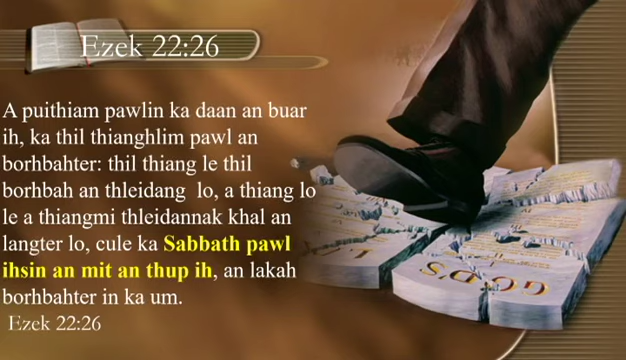 Ezek 22:26
A puithiam pawlin ka daan an buar
ih, ka thil thianghlim pawl an
borhbahter: thil thiang le thil
borhbah an thleidang lo, a thiang lo
le a thiangmi thleidannak khal an
langter lo, cule ka Sabbath pawl
ihsin an mit an thup ih, an lakah
borhbahter in ka um.
Ezek 22:26
GOD'S